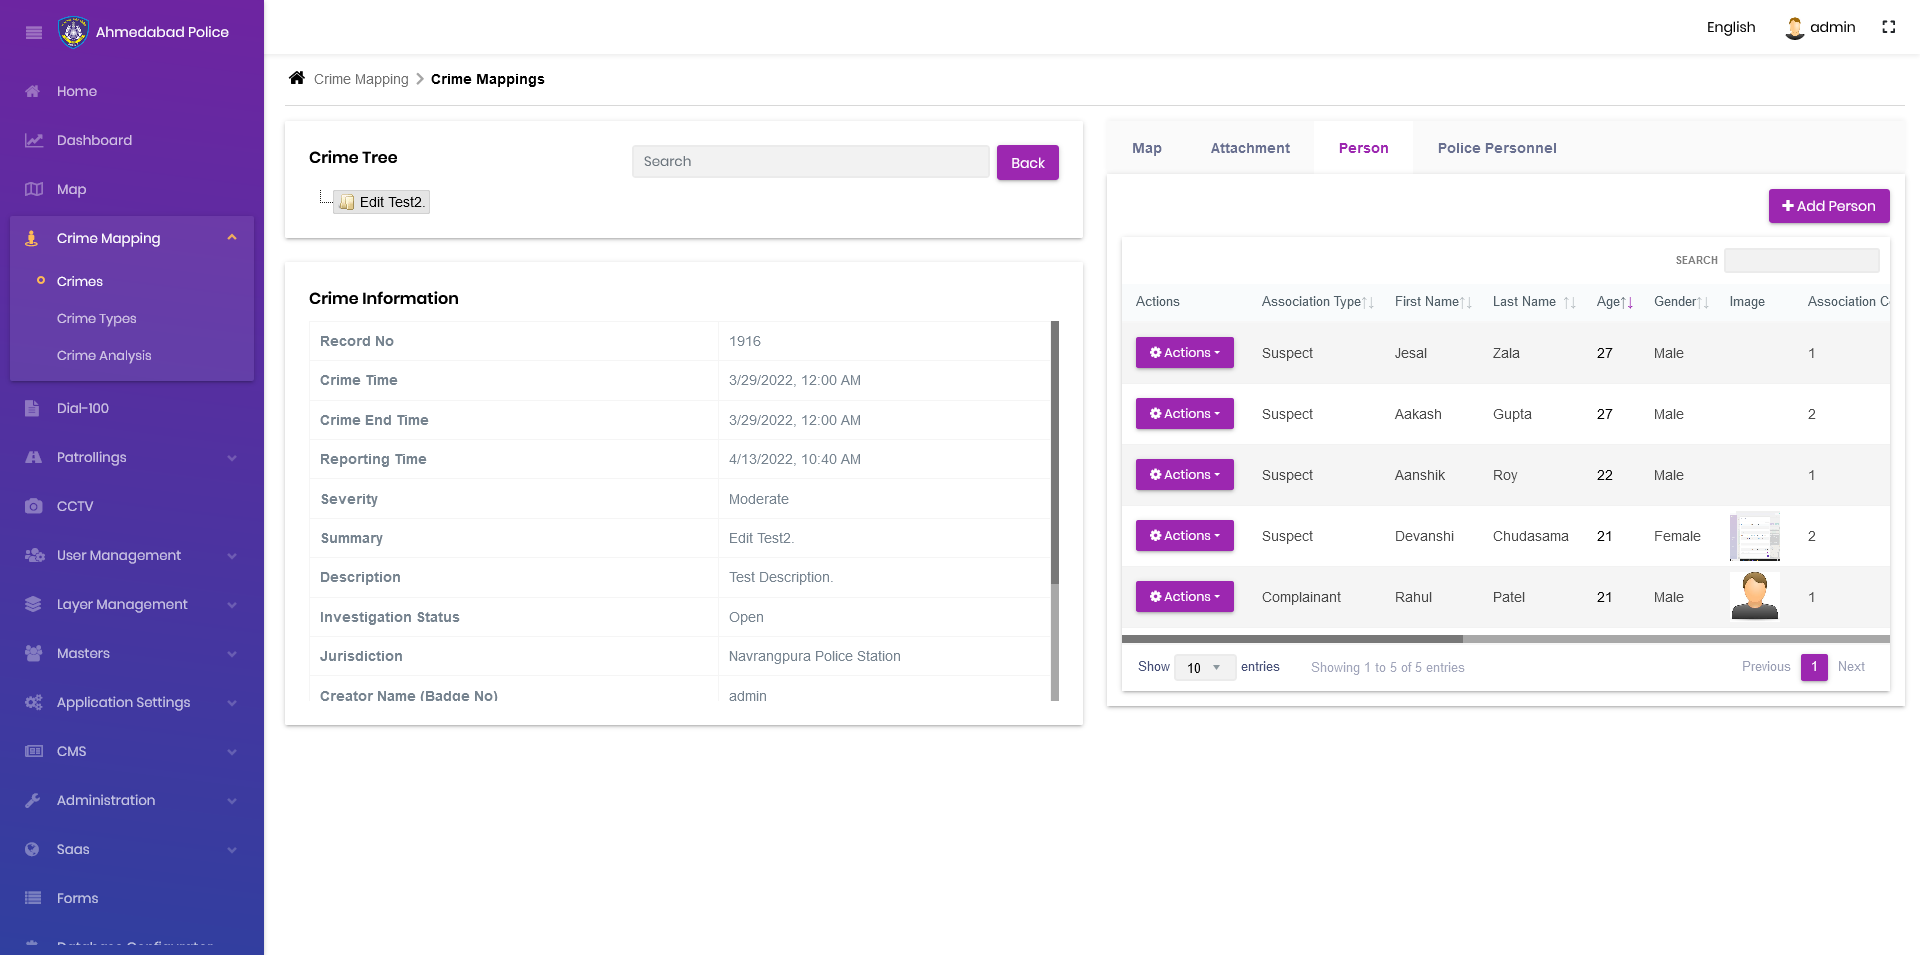 Ahmedabad Police
English
admin
Home
Dashboard
Map
Crime Mapping
Crimes
Crime Types
Crime Analysis
Dial-100
Patrollings
CCTV
User Management
Layer Management
Masters
Application Settings
CMS
Administration
Saas
Forms
Crime Mapping
Crime Mappings
Crime Tree
Search
Back
Edit Test2.
Crime Information
Record No 1916
Crime Time 3/29/2022, 12:00 AM
Crime End Time 3/29/2022, 12:00 AM
Reporting Time 4/13/2022, 10:40 AM
Severity Moderate
Summary Edit Test2.
Description Test Description.
Investigation Status Open
Jurisdiction Navrangpura Police Station
Creator Name (Badge No) admin
Map Attachment Person Police Personnel
Add Person
SEARCH
Actions Association Type First Name Last Name Age Gender Image Association
Actions Suspect Jesal Zala 27 Male 1
Actions Suspect Aakash Gupta 27 Male 2
Actions Suspect Aanshik Roy 22 Male 1
Actions Suspect Devanshi Chudasama 21 Female 2
Actions Complainant Rahul Patel 21 Male 1
Show 10 entries Showing 1 to 5 of 5 entries Previous 1 Next